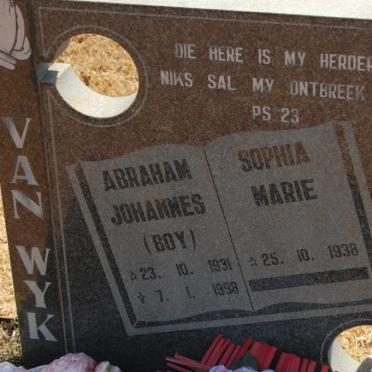 DIE HERE IS MY HERDER
NIKS SAL MY ONTBREEK
PS. 23
VAN WYK
ABRAHAM
JOHANNES
(BOY)
☆ 23. 10. 1931
✝ 7. 1. 1998
SOPHIA
MARIE
☆ 25. 10. 1938